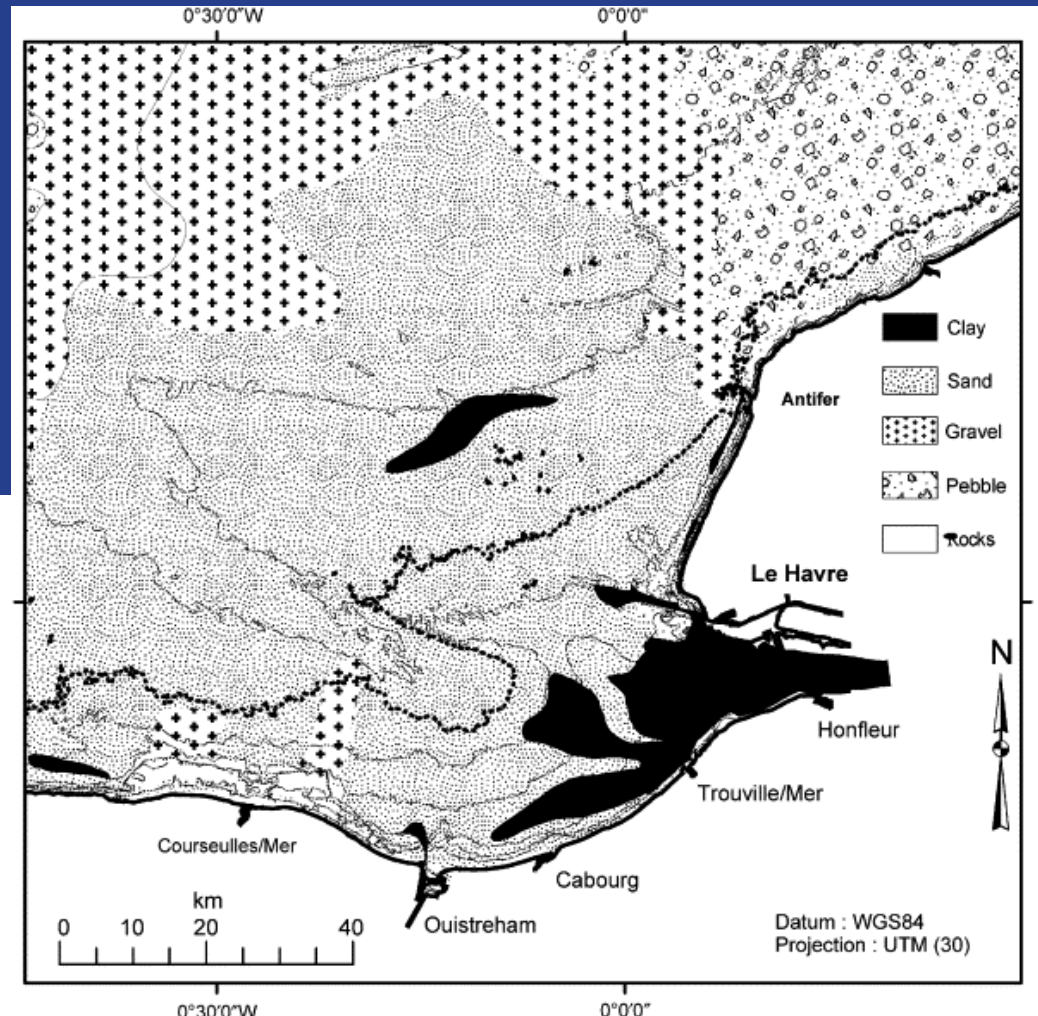 0°30'0"W
0°0'0"
Clay
Sand
Antifer
Gravel
Pebble
Rocks
Le Havre
N
Honfleur
Trouville/Mer
Courseulles/Mer
Cabourg
km
0 10 20 40
Ouistreham
Datum : WGS84
Projection : UTM (30)
0°30'0"W
0°0'0"